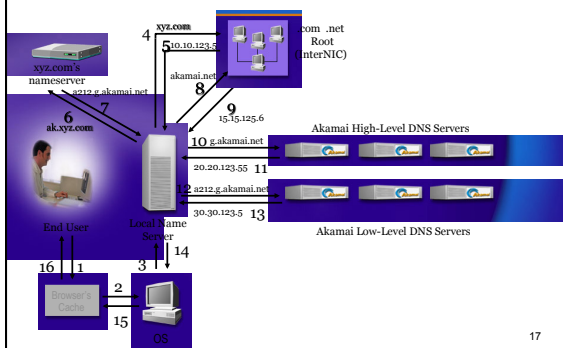 4
xyz.com
5
10.10.123.5
.com .net
Root
(InterNIC)
xyz.com's
nameserver
a212.g.akamai.net
akamai.net
8
9
15.15.125.6
6
7
ak.xyz.com
10 g.akamai.net
20.20.123.55 11
12 a212.g.akamai.net
30.30.123.5 13
Akamai High-Level DNS Servers
Akamai Low-Level DNS Servers
End User
Local Name
Server
14
3
16
1
2
15
Browser's
Cache
OS
17